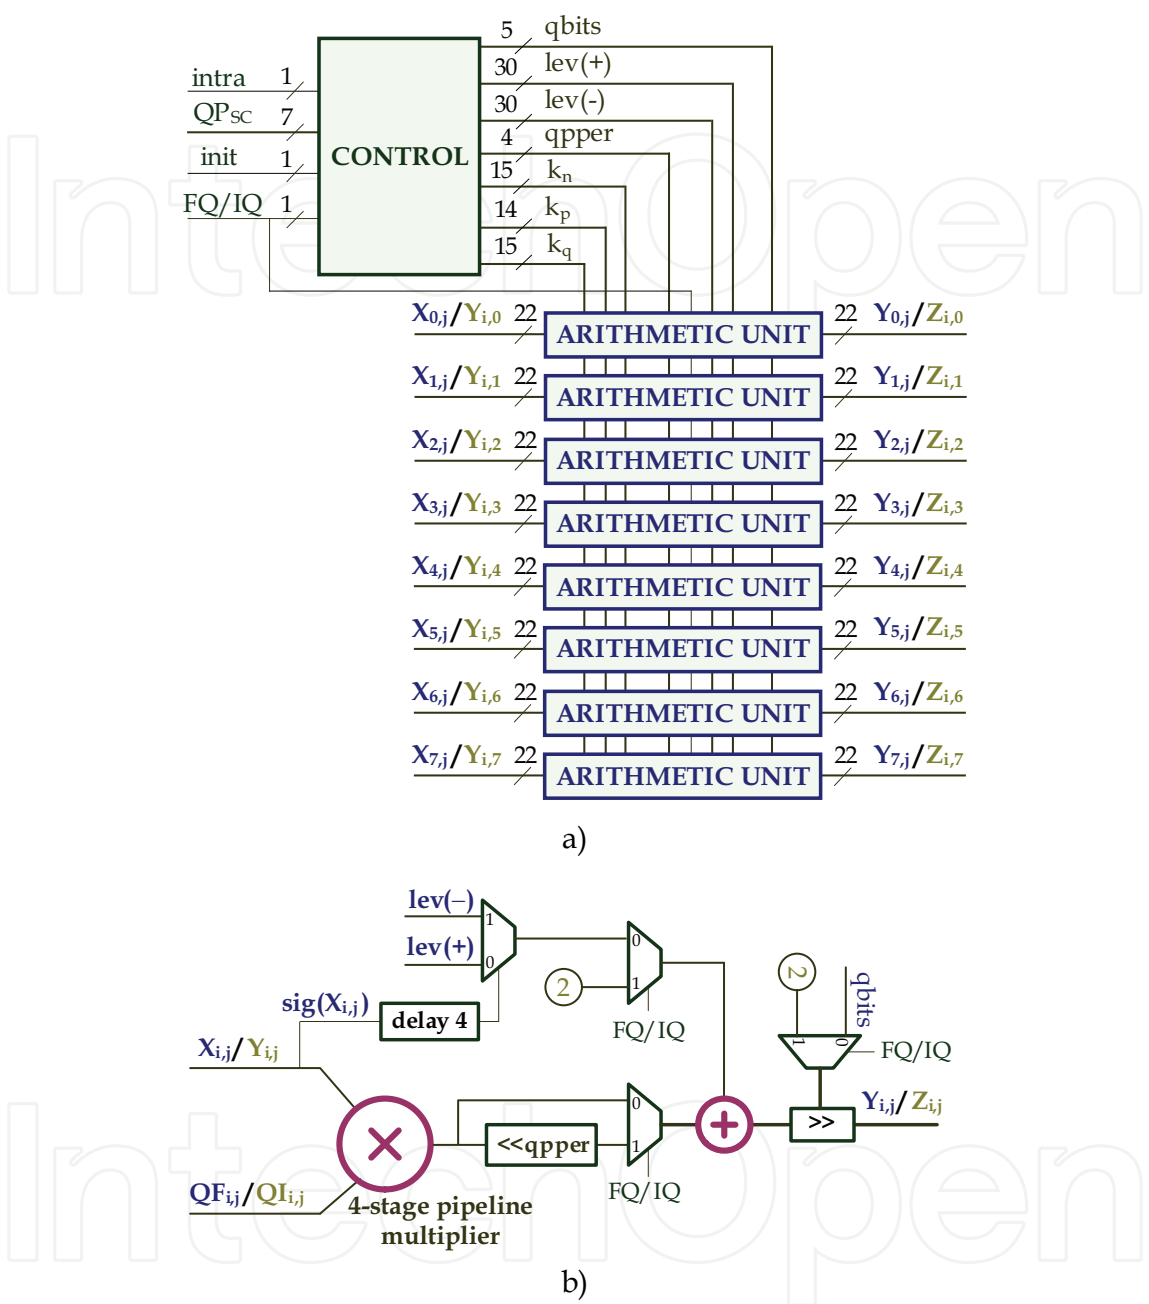 5 qbits
30 lev(+)
intra 1
30 lev(-)
QPSC 7
4 qpper
init 1
CONTROL
15 kn
FQ/IQ 1
14 kp
15 kq
X0,j/Yi,0 22 ARITHMETIC UNIT 22 Y0,j/Zi,0
X1,j/Yi,1 22 ARITHMETIC UNIT 22 Y1,j/Zi,1
X2,j/Yi,2 22 ARITHMETIC UNIT 22 Y2,j/Zi,2
X3,j/Yi,3 22 ARITHMETIC UNIT 22 Y3,j/Zi,3
X4,j/Yi,4 22 ARITHMETIC UNIT 22 Y4,j/Zi,4
X5,j/Yi,5 22 ARITHMETIC UNIT 22 Y5,j/Zi,5
X6,j/Yi,6 22 ARITHMETIC UNIT 22 Y6,j/Zi,6
X7,j/Yi,7 22 ARITHMETIC UNIT 22 Y7,j/Zi,7
a)
lev(−) 1
lev(+) 0
0
2 1
FQ/IQ
2 qbits
1 0
FQ/IQ
sig(Xi,j) delay 4
Xi,j/Yi,j
×
0
<<qpper 1
FQ/IQ
+
>>
Yi,j/Zi,j
QFi,j/QIi,j
4-stage pipeline
multiplier
b)
IntechOpen
IntechOpen